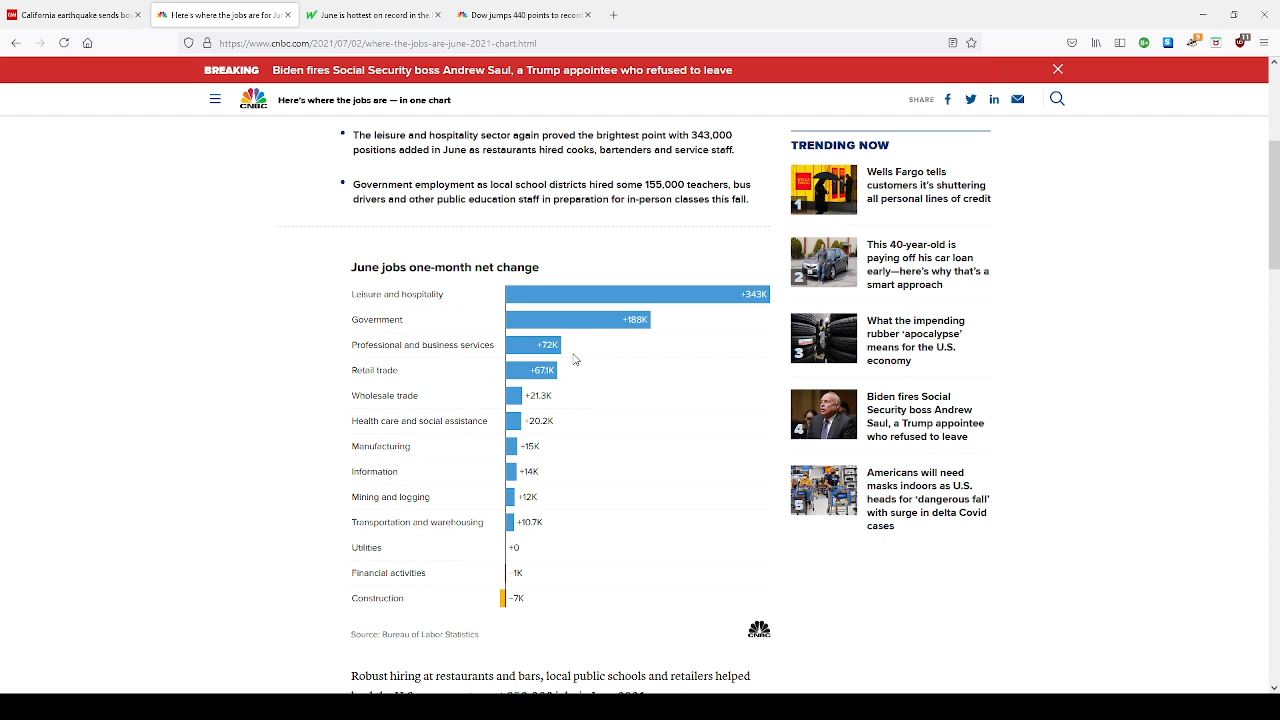 California earthquake sends bo
Here's where the jobs are for Ju
June is hottest on record in the
Dow jumps 440 points to record
https://www.cnbc.com/2021/07/02/where-the-jobs-are-june-2021-chart.html
9
11
BREAKING Biden fires Social Security boss Andrew Saul, a Trump appointee who refused to leave
CNBC
Here's where the jobs are — in one chart
SHARE
The leisure and hospitality sector again proved the brightest point with 343,000
positions added in June as restaurants hired cooks, bartenders and service staff.
Government employment as local school districts hired some 155,000 teachers, bus
drivers and other public education staff in preparation for in-person classes this fall.
June jobs one-month net change
Leisure and hospitality +343K
Government +188K
Professional and business services +72K
Retail trade +67.1K
Wholesale trade +21.3K
Health care and social assistance +20.2K
Manufacturing +15K
Information +14K
Mining and logging +12K
Transportation and warehousing +10.7K
Utilities +0
Financial activities −1K
Construction −7K
Source: Bureau of Labor Statistics
CNBC
Robust hiring at restaurants and bars, local public schools and retailers helped
TRENDING NOW
1
Wells Fargo tells
customers it's shuttering
all personal lines of credit
2
This 40-year-old is
paying off his car loan
early—here's why that's a
smart approach
3
What the impending
rubber 'apocalypse'
means for the U.S.
economy
4
Biden fires Social
Security boss Andrew
Saul, a Trump appointee
who refused to leave
5
Americans will need
masks indoors as U.S.
heads for 'dangerous fall'
with surge in delta Covid
cases